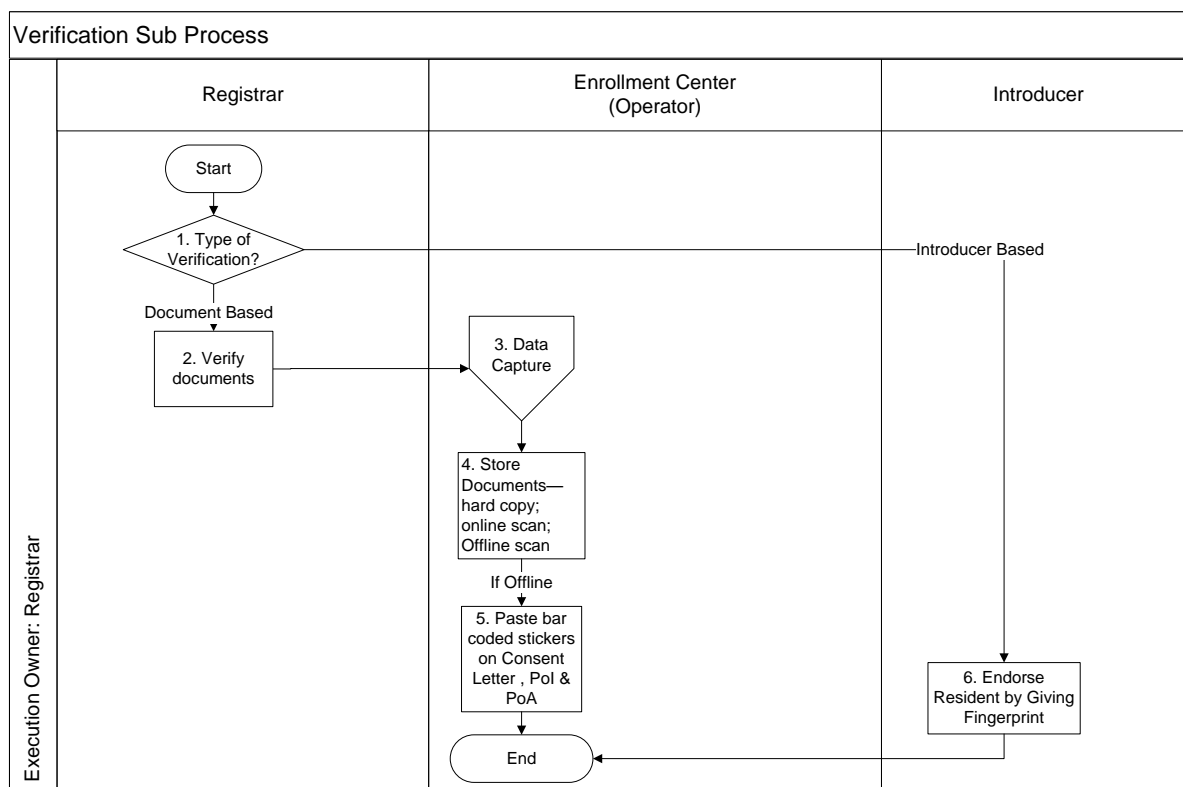 Verification Sub Process
Registrar
Enrollment Center
(Operator)
Introducer
Execution Owner: Registrar
Start
1. Type of
Verification?
Introducer Based
Document Based
2. Verify
documents
3. Data
Capture
4. Store
Documents—
hard copy;
online scan;
Offline scan
If Offline
5. Paste bar
coded stickers
on Consent
Letter , PoI &
PoA
6. Endorse
Resident by Giving
Fingerprint
End